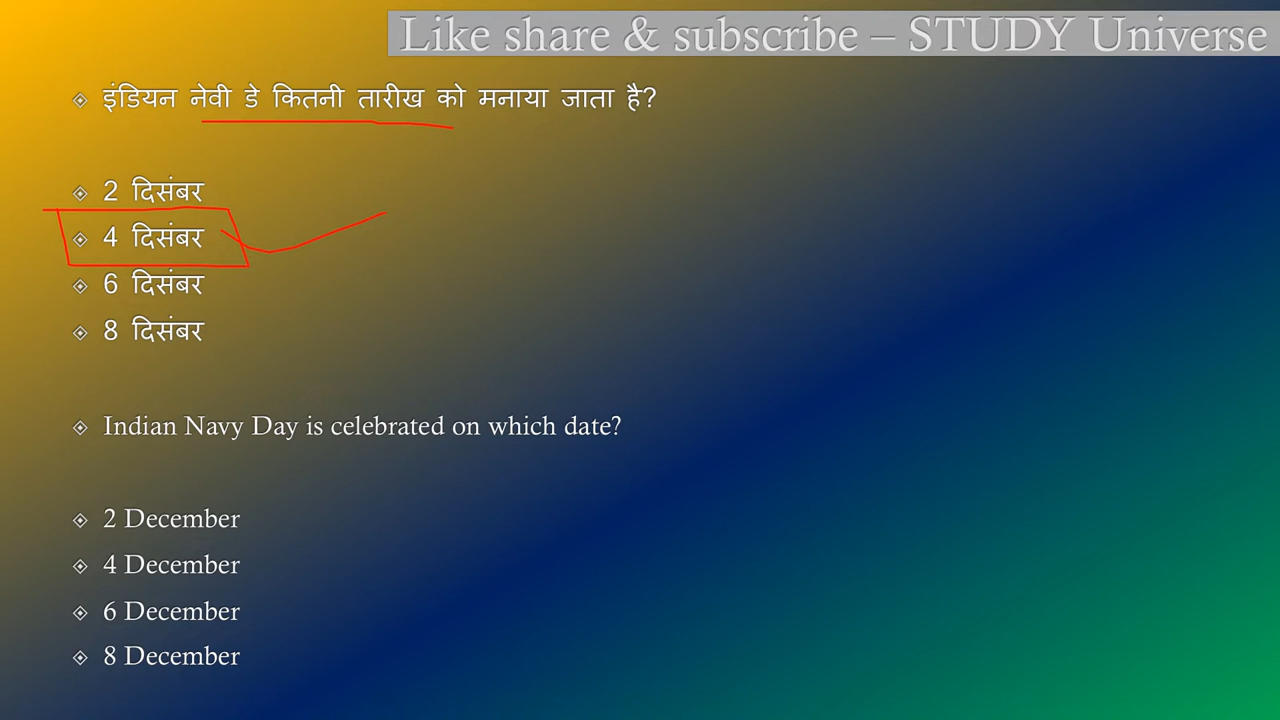 Like share & subscribe – STUDY Universe
इंडियन नेवी डे कितनी तारीख को मनाया जाता है?
2 दिसंबर
4 दिसंबर
6 दिसंबर
8 दिसंबर
Indian Navy Day is celebrated on which date?
2 December
4 December
6 December
8 December